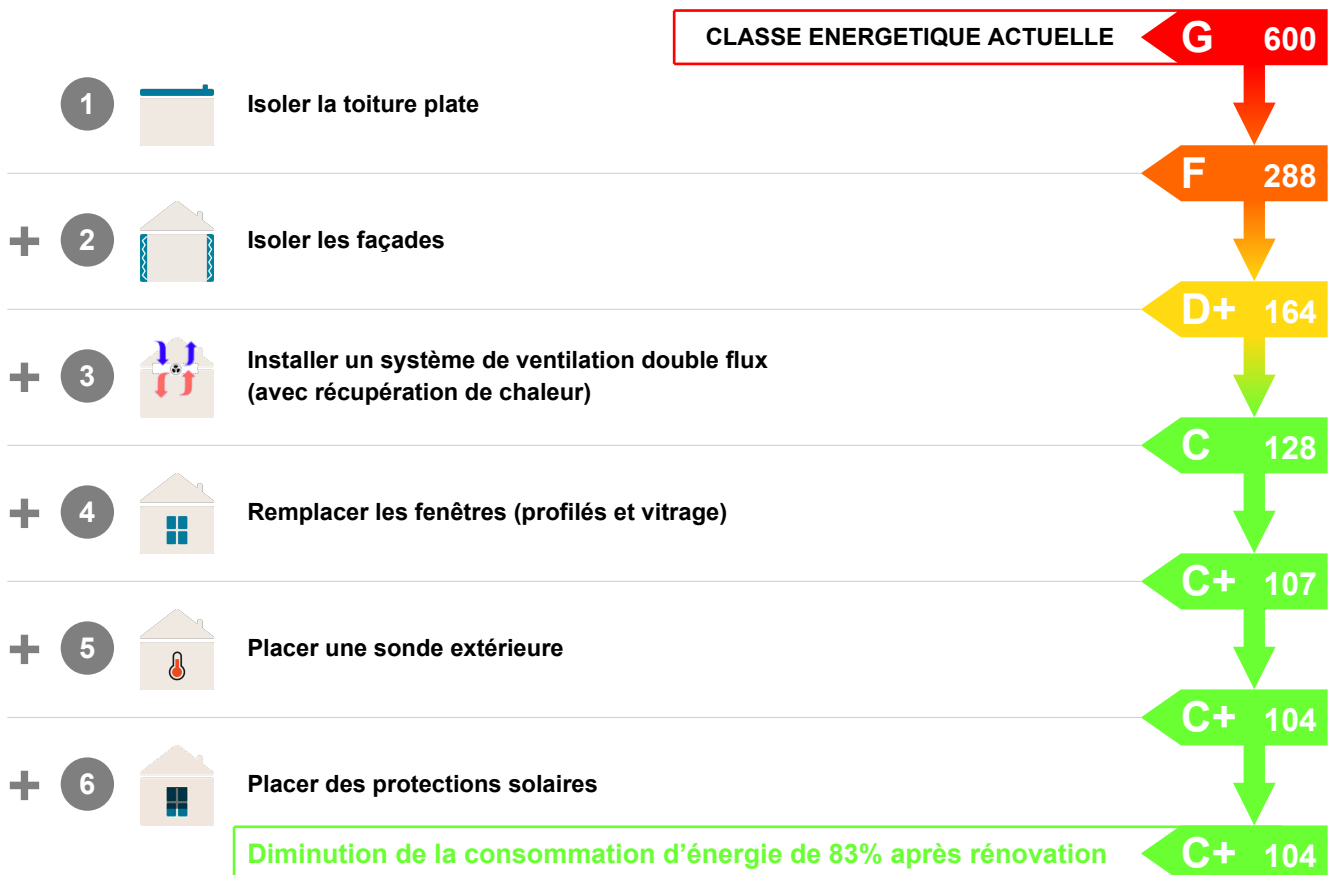 CLASSE ENERGETIQUE ACTUELLE G 600
1 Isoler la toiture plate
F 288
+ 2 Isoler les façades
D+ 164
+ 3 Installer un système de ventilation double flux
(avec récupération de chaleur)
C 128
+ 4 Remplacer les fenêtres (profilés et vitrage)
C+ 107
+ 5 Placer une sonde extérieure
C+ 104
+ 6 Placer des protections solaires
Diminution de la consommation d’énergie de 83% après rénovation C+ 104